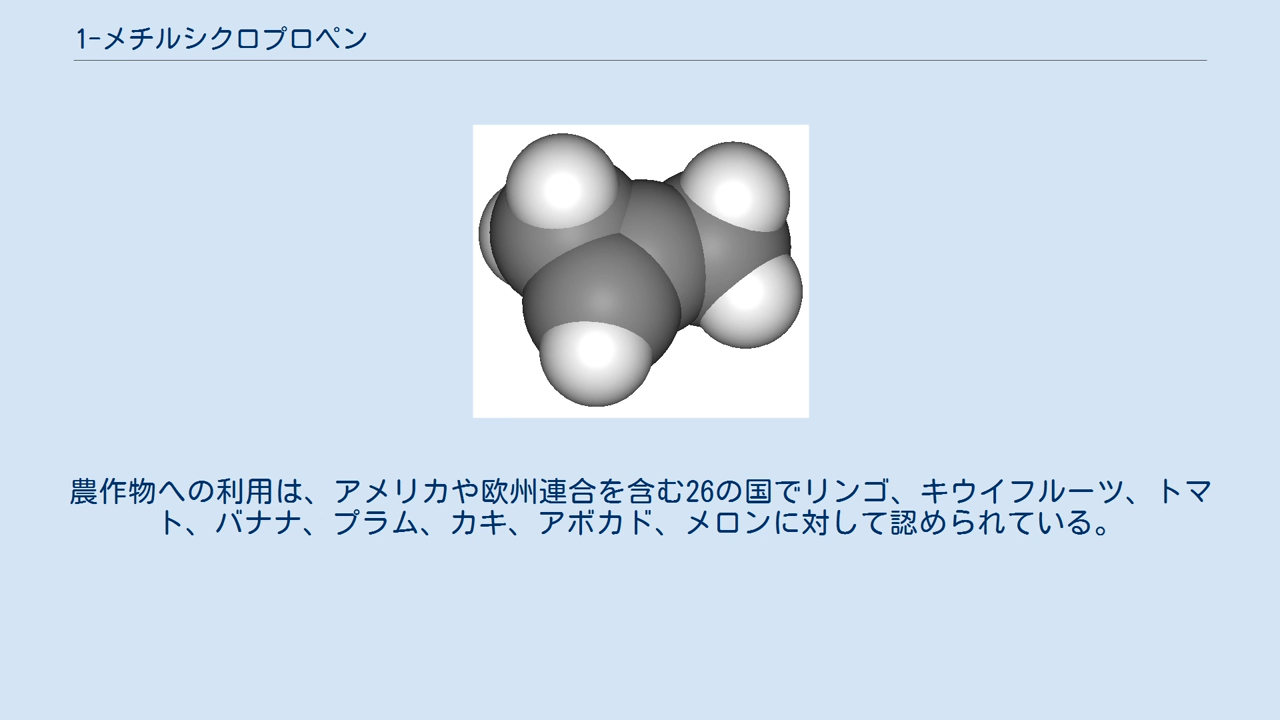 1-メチルシクロプロペン
農作物への利用は、アメリカや欧州連合を含む26の国でリンゴ、キウイフルーツ、トマ
ト、バナナ、プラム、カキ、アボカド、メロンに対して認められている。